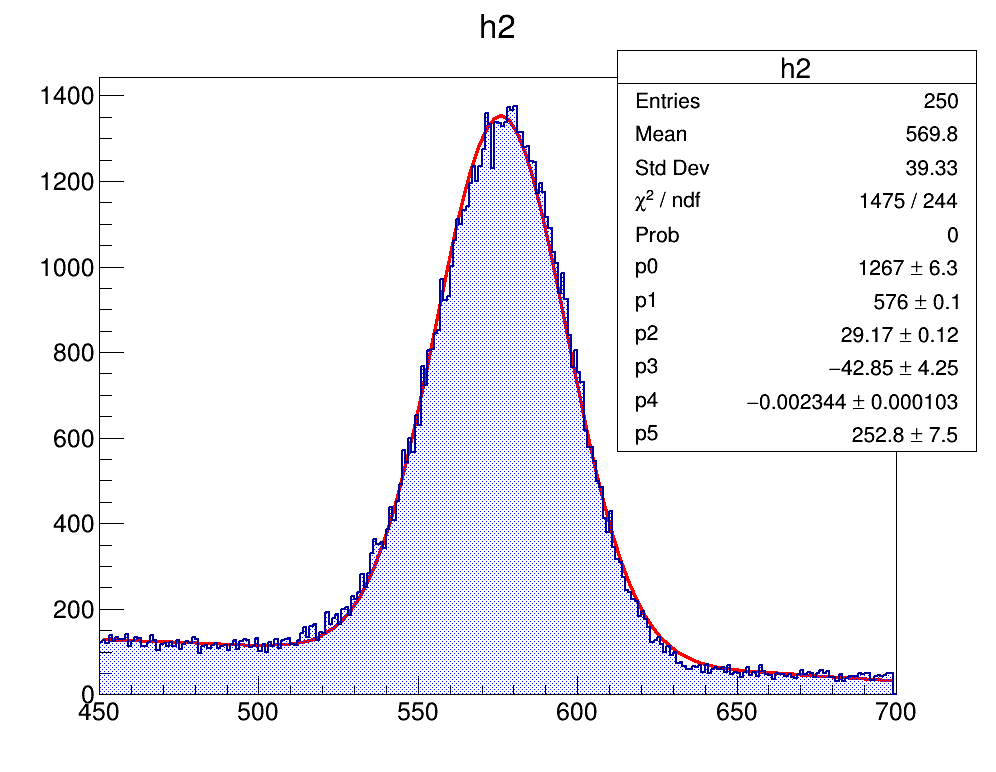 h2
h2
Entries 250
Mean 569.8
Std Dev 39.33
χ² / ndf 1475 / 244
Prob 0
p0 1267 ± 6.3
p1 576 ± 0.1
p2 29.17 ± 0.12
p3 −42.85 ± 4.25
p4 −0.002344 ± 0.000103
p5 252.8 ± 7.5
1400
1200
1000
800
600
400
200
0
450 500 550 600 650 700